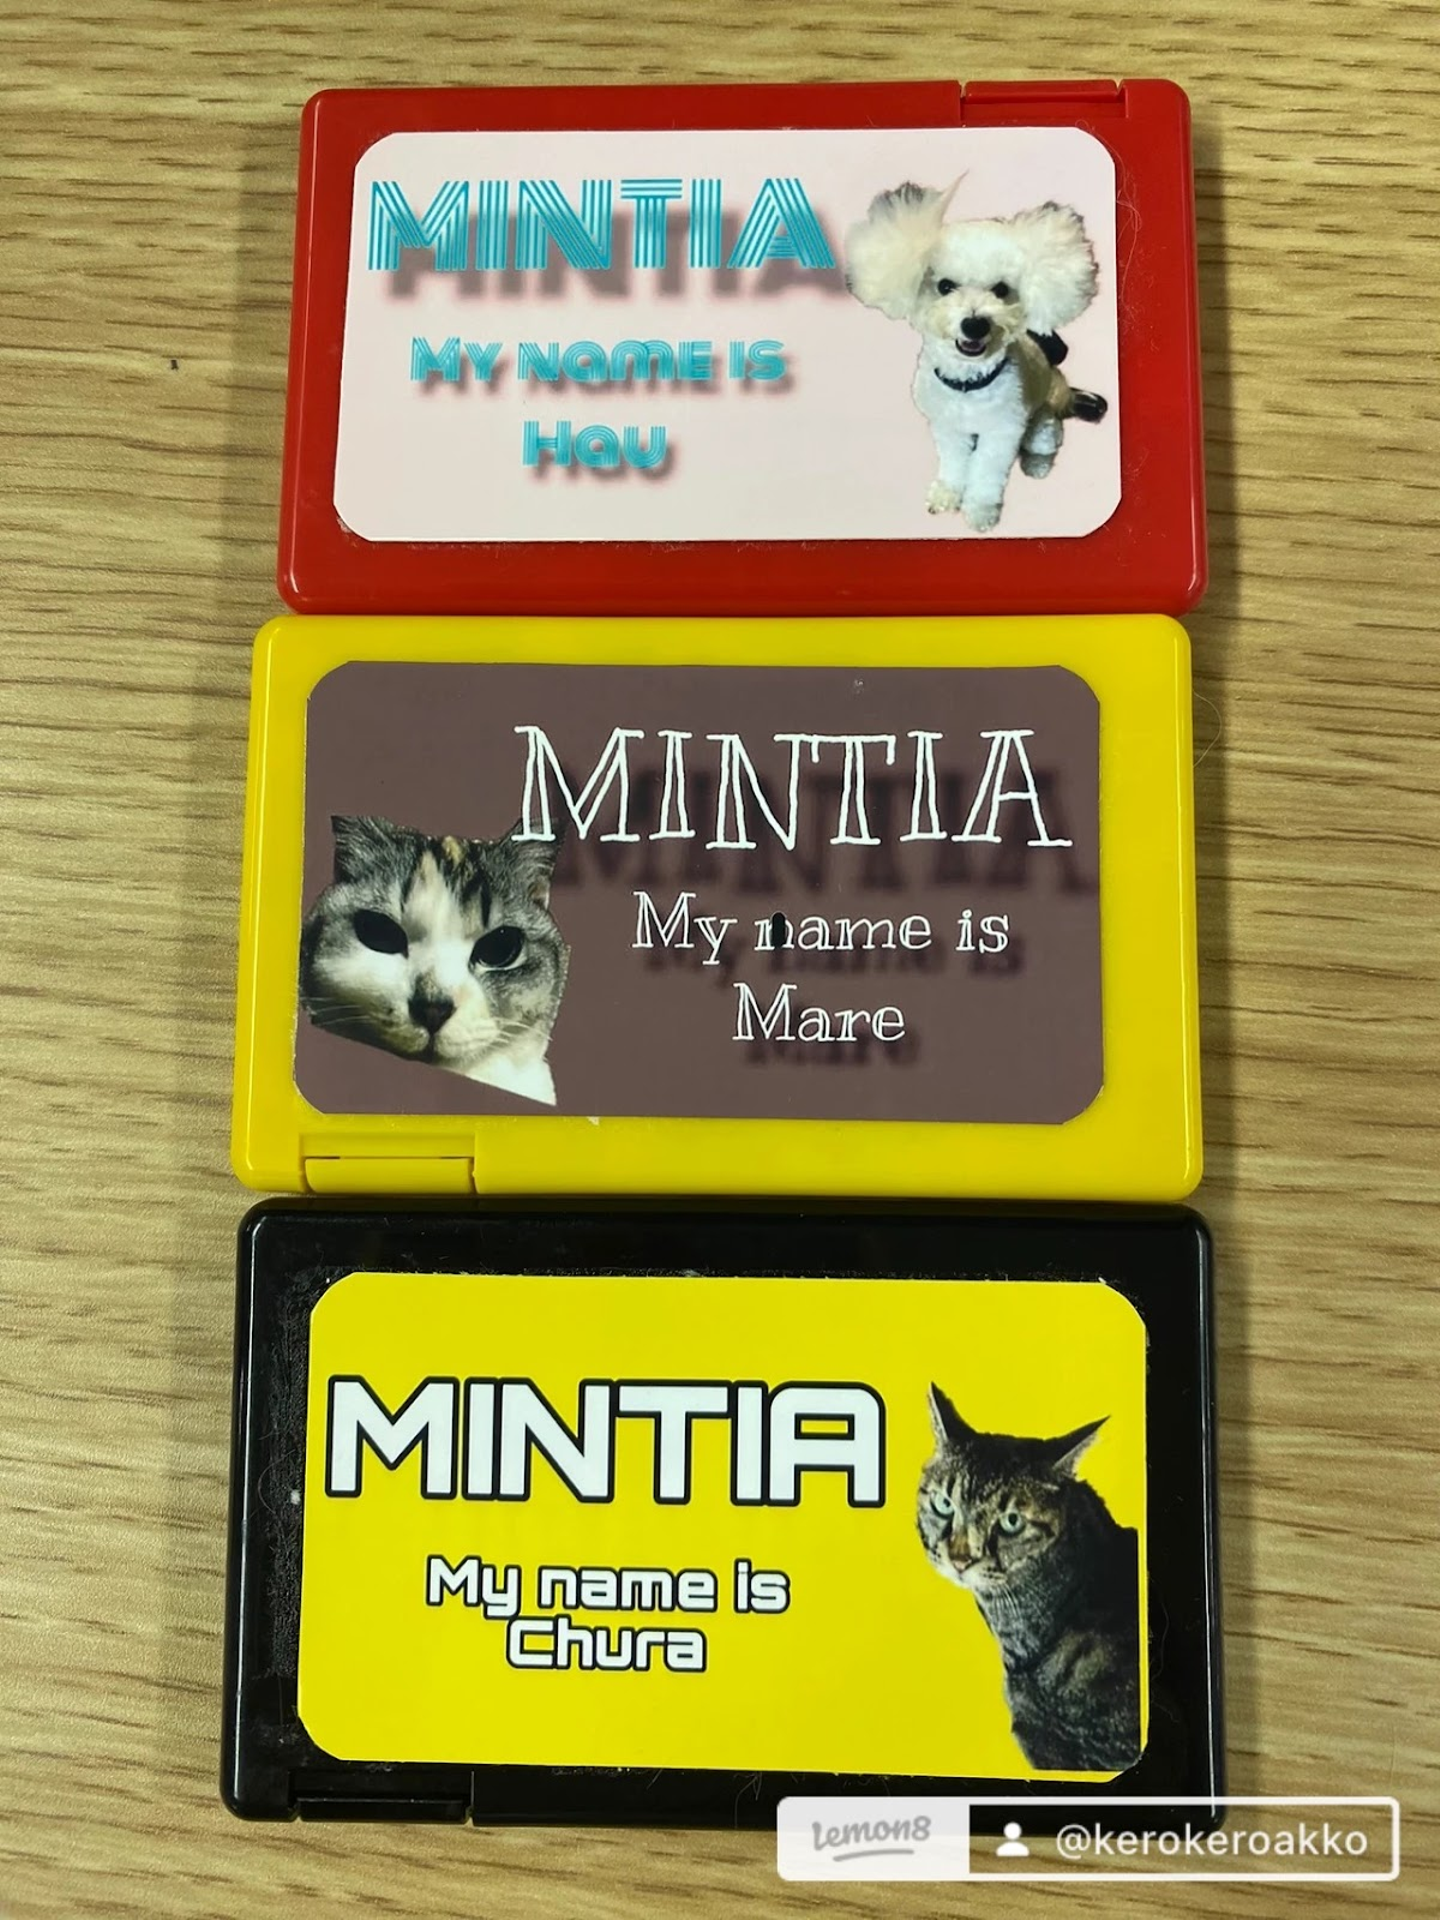 MINTIA
My name is
Hau
MINTIA
My name is
Mare
MINTIA
My name is
Chura
lemon8 @kerokeroakko